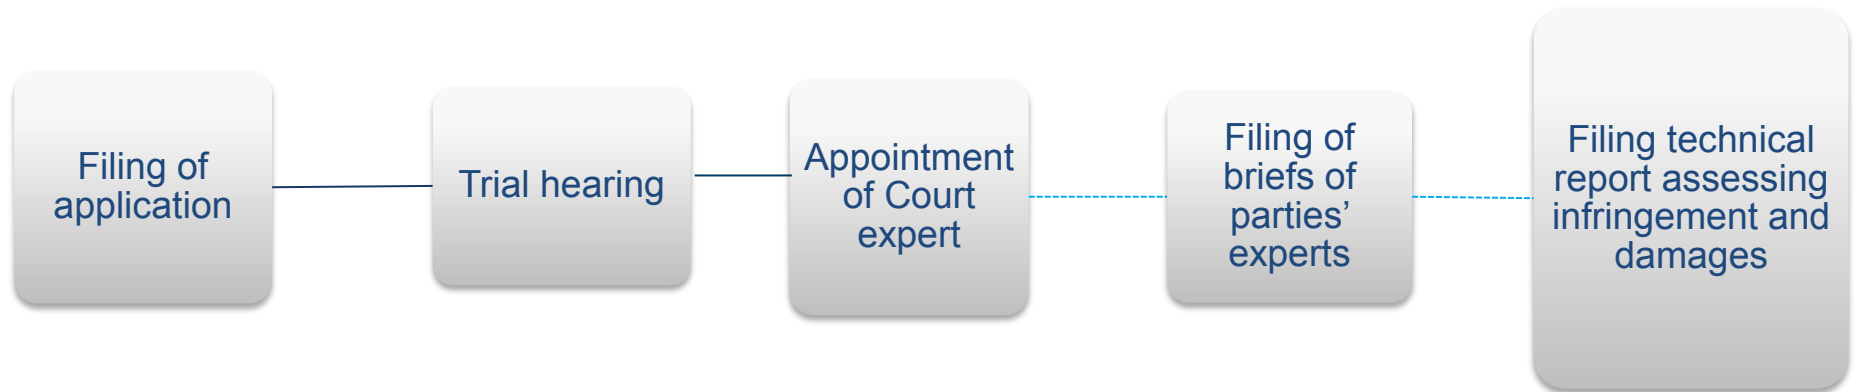 Filing of
application
Trial hearing
Appointment
of Court
expert
Filing of
briefs of
parties’
experts
Filing technical
report assessing
infringement and
damages